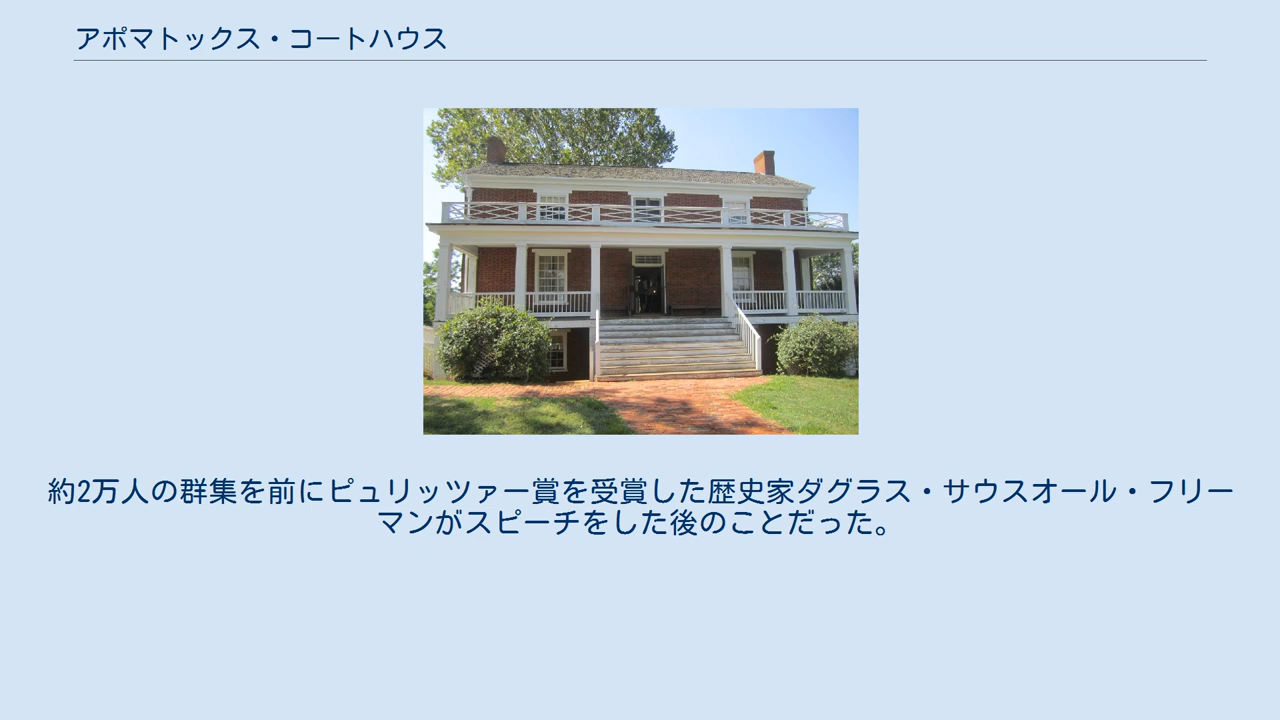 アポマトックス・コートハウス
約2万人の群集を前にピュリッツァー賞を受賞した歴史家ダグラス・サウスオール・フリー
マンがスピーチをした後のことだった。